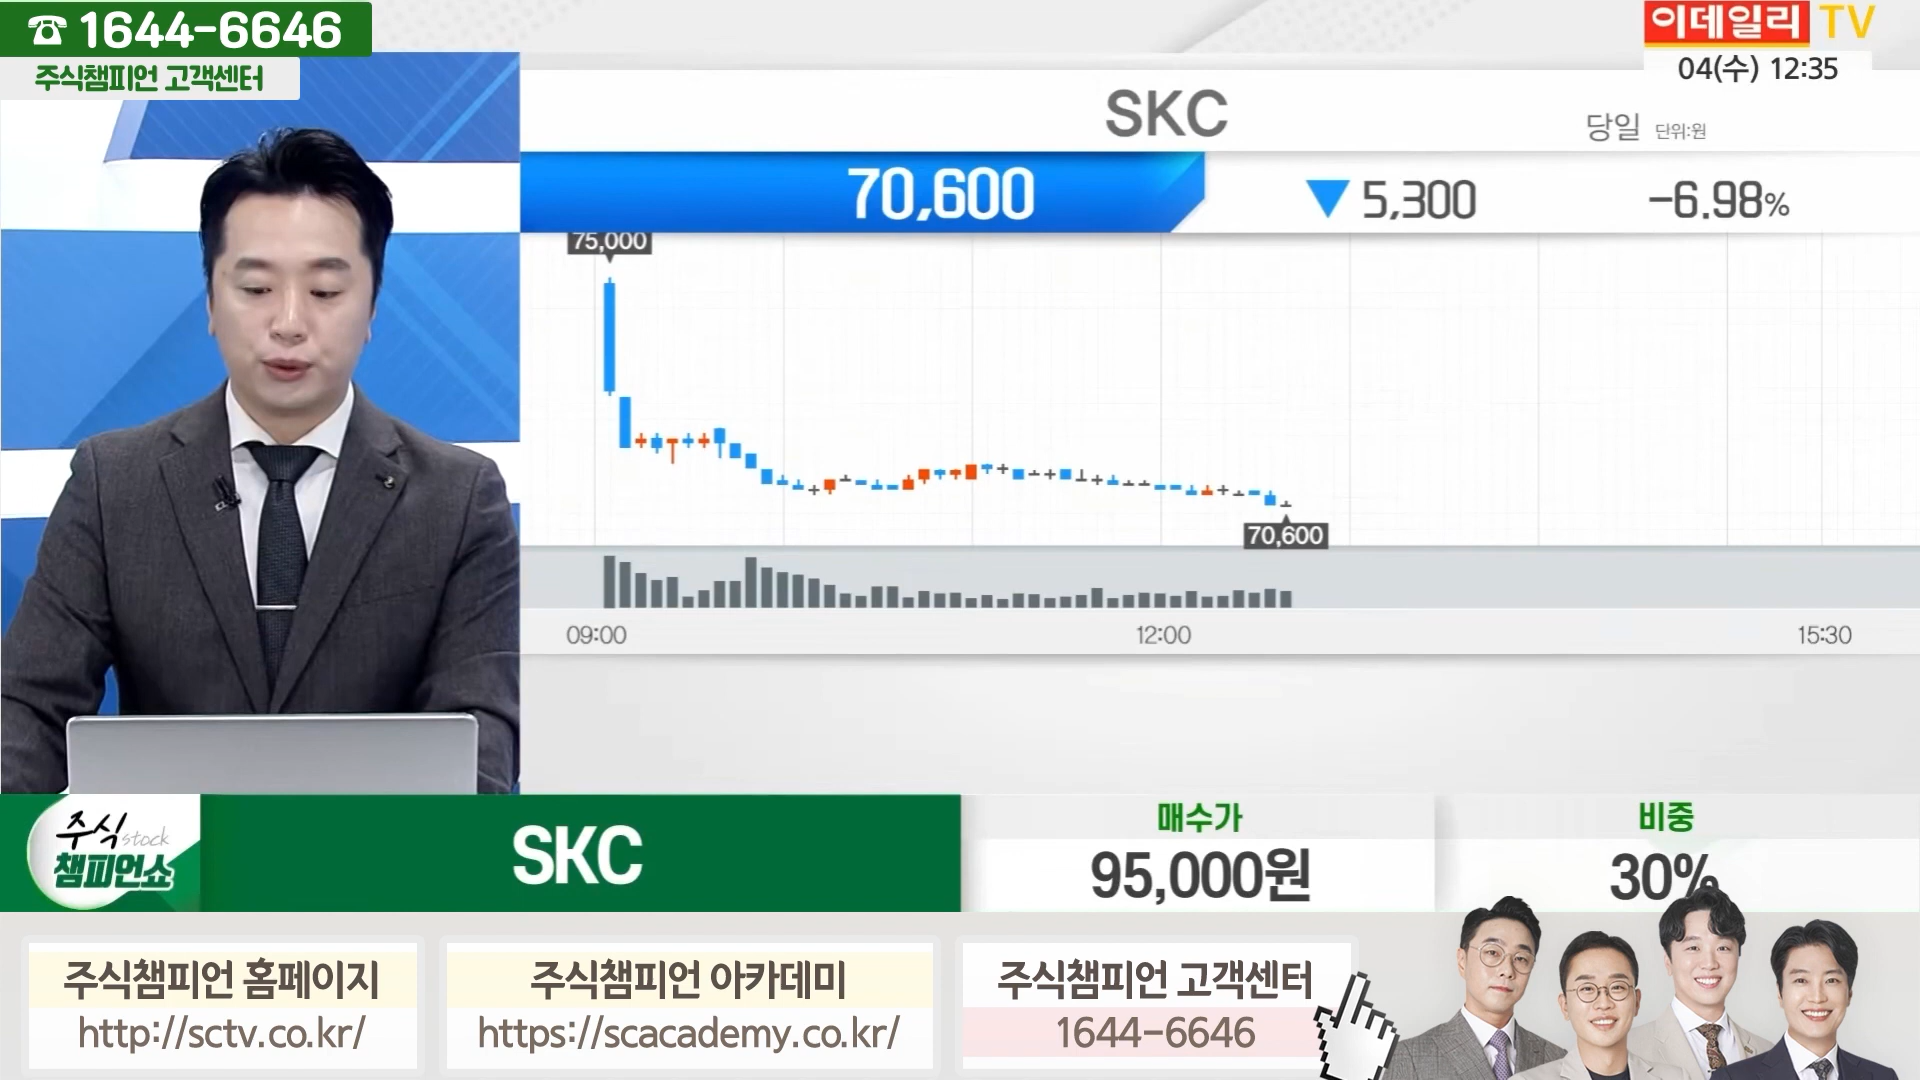 ☎ 1644-6646
주식챔피언 고객센터
이데일리 TV
04(수) 12:35
SKC
당일 단위:원
70,600 ▼5,300 -6.98%
75,000
70,600
09:00 12:00 15:30
주식 stock
챔피언쇼
SKC
매수가
95,000원
비중
30%
주식챔피언 홈페이지
http://sctv.co.kr/
주식챔피언 아카데미
https://scacademy.co.kr/
주식챔피언 고객센터
1644-6646